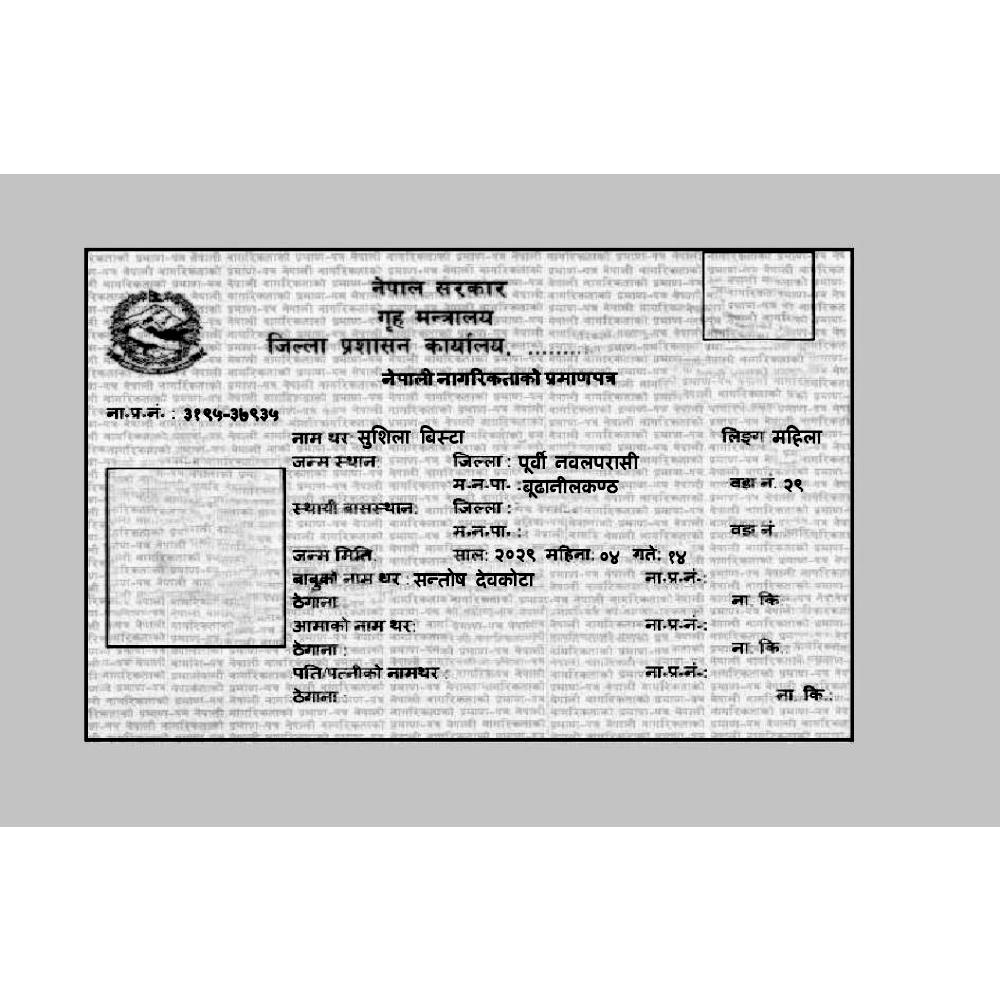 नेपाल सरकार
गृह मन्त्रालय
जिल्ला प्रशासन कार्यालय, .........
नेपाली नागरिकताको प्रमाणपत्र
ना.प्र.नं. : ३१९५-३७९३५
नाम थर सुशिला बिस्टा लिङ्ग महिला
जन्म स्थान: जिल्ला : पूर्वी नवलपरासी
म.न.पा. : बूढानीलकण्ठ वडा नं. २९
स्थायी बासस्थान: जिल्ला :
म.न.पा. : वडा नं.
जन्म मिति साल: २०२९ महिना: ०४ गते: १४
बाबुको नाम थर : सन्तोष देवकोटा ना.प्र.नं.:
ठेगाना ना. कि.
आमाको नाम थर: ना.प्र.नं.:
ठेगाना : ना. कि.:
पति/पत्नीको नामथर : ना.प्र.नं.:
ठेगाना : ना. कि.: